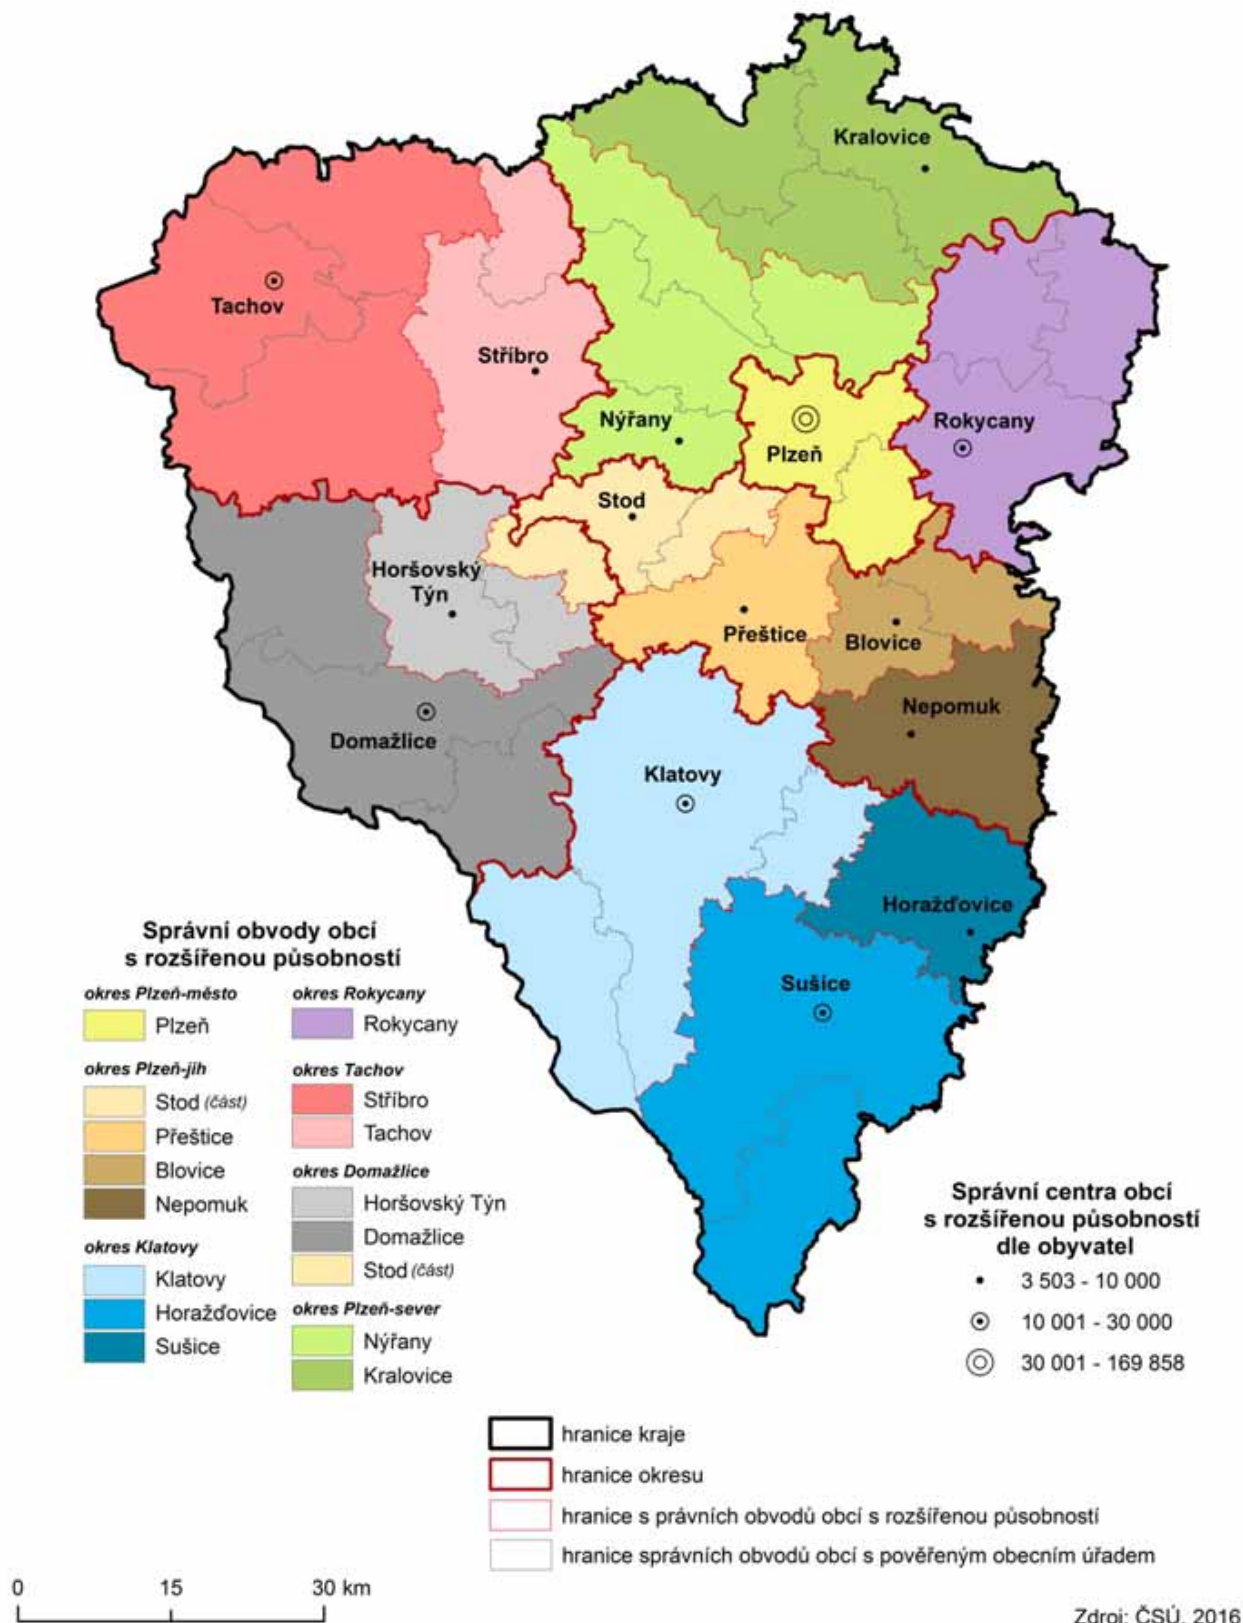 Kralovice
Tachov
Stříbro
Nýřany
Plzeň
Rokycany
Stod
Horšovský
Týn
Přeštice
Blovice
Nepomuk
Domažlice
Klatovy
Horažďovice
Sušice
Správní obvody obcí
s rozšířenou působností
okres Plzeň-město
Plzeň
okres Plzeň-jih
Stod (část)
Přeštice
Blovice
Nepomuk
okres Klatovy
Klatovy
Horažďovice
Sušice
okres Rokycany
Rokycany
okres Tachov
Stříbro
Tachov
okres Domažlice
Horšovský Týn
Domažlice
Stod (část)
okres Plzeň-sever
Nýřany
Kralovice
Správní centra obcí
s rozšířenou působností
dle obyvatel
3 503 - 10 000
10 001 - 30 000
30 001 - 169 858
hranice kraje
hranice okresu
hranice s právních obvodů obcí s rozšířenou působností
hranice správních obvodů obcí s pověřeným obecním úřadem
0 15 30 km
Zdroj: ČSÚ, 2016